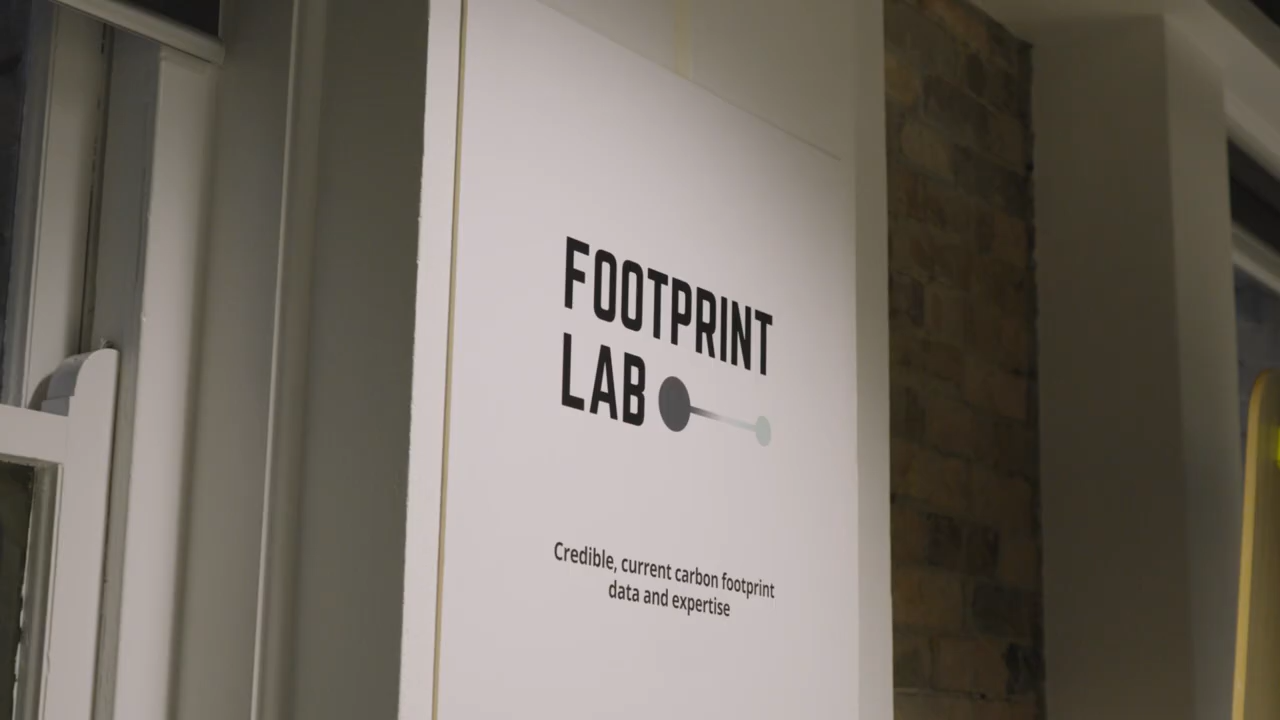 FOOTPRINT
LAB
Credible, current carbon footprint
data and expertise